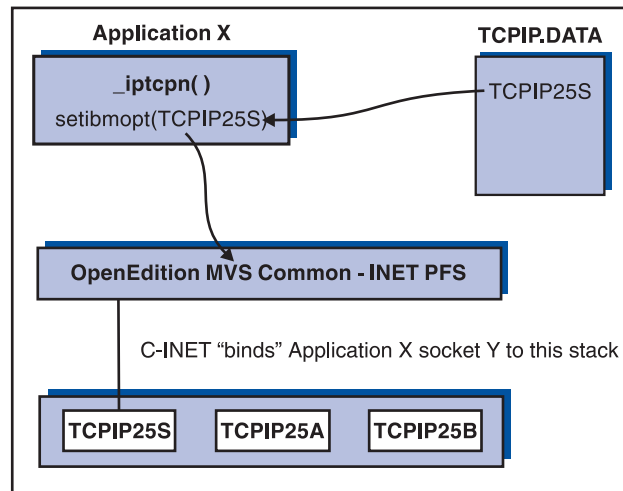 Application X
TCPIP.DATA
_iptcpn( )
setibmopt(TCPIP25S)
TCPIP25S
OpenEdition MVS Common - INET PFS
C-INET “binds” Application X socket Y to this stack
TCPIP25S
TCPIP25A
TCPIP25B